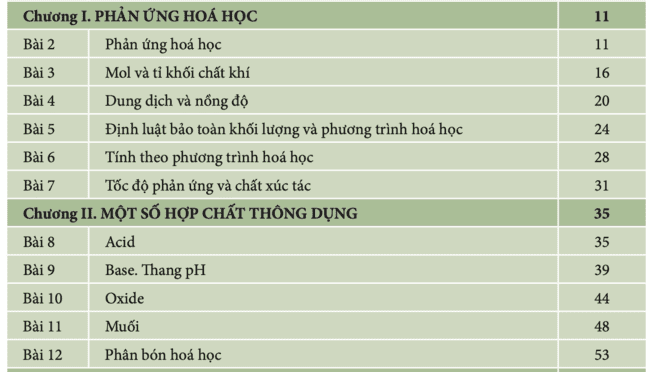 Chương I. PHẢN ỨNG HOÁ HỌC 11
Bài 2 Phản ứng hoá học 11
Bài 3 Mol và tỉ khối chất khí 16
Bài 4 Dung dịch và nồng độ 20
Bài 5 Định luật bảo toàn khối lượng và phương trình hoá học 24
Bài 6 Tính theo phương trình hoá học 28
Bài 7 Tốc độ phản ứng và chất xúc tác 31
Chương II. MỘT SỐ HỢP CHẤT THÔNG DỤNG 35
Bài 8 Acid 35
Bài 9 Base. Thang pH 39
Bài 10 Oxide 44
Bài 11 Muối 48
Bài 12 Phân bón hoá học 53